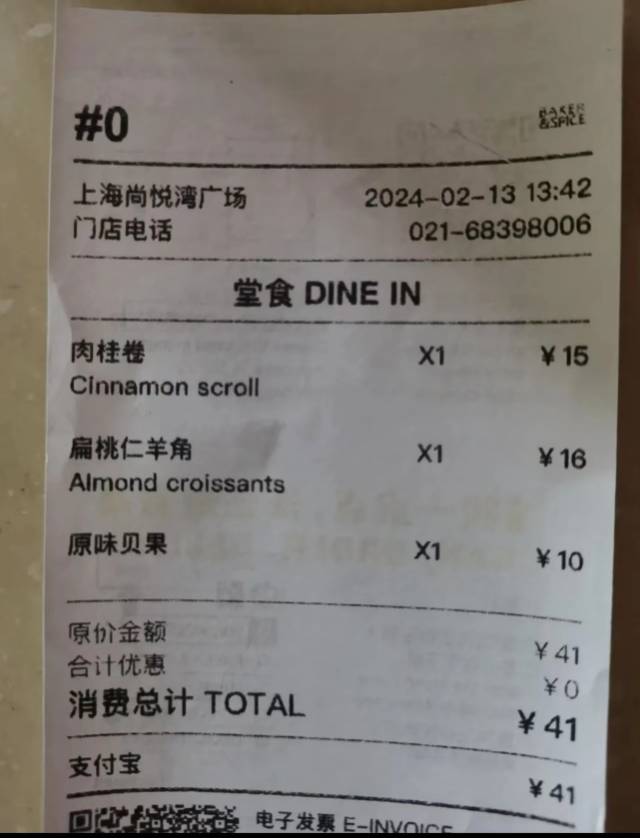 #0
BAKER
&SPICE
上海尚悦湾广场 2024-02-13 13:42
门店电话 021-68398006
堂食 DINE IN
肉桂卷 X1 ¥15
Cinnamon scroll
扁桃仁羊角 X1 ¥16
Almond croissants
原味贝果 X1 ¥10
原价金额 ¥41
合计优惠 ¥0
消费总计 TOTAL ¥41
支付宝 ¥41
电子发票 E-INVOICE